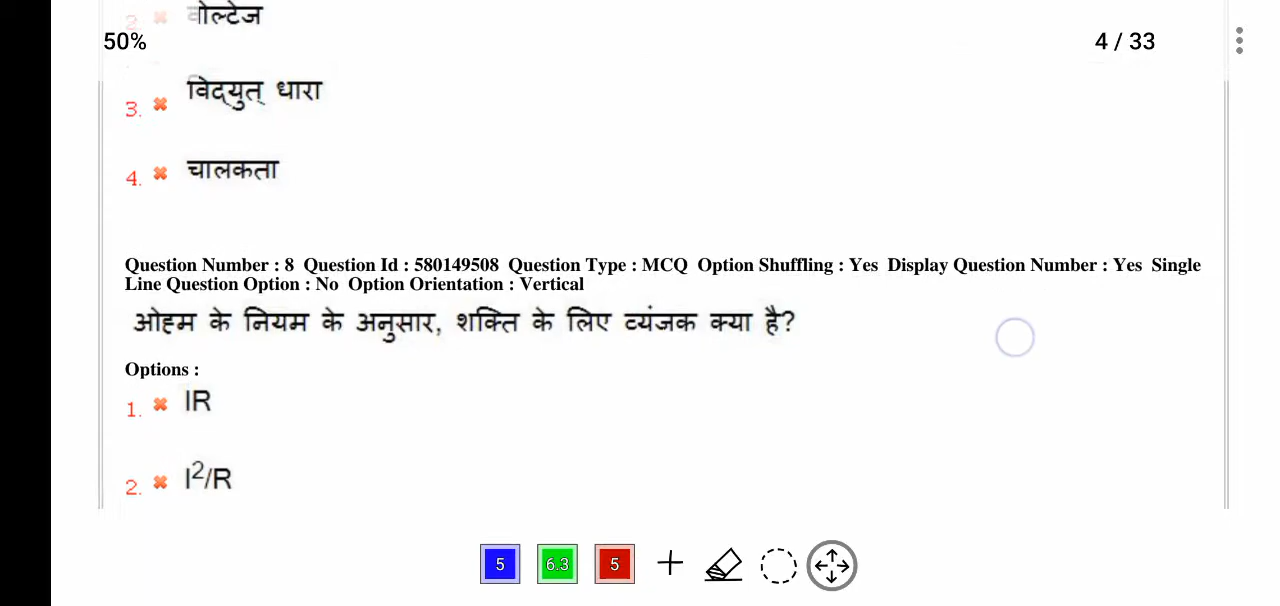 2. वोल्टेज
50%
4 / 33
3. विद्युत् धारा
4. चालकता
Question Number : 8 Question Id : 580149508 Question Type : MCQ Option Shuffling : Yes Display Question Number : Yes Single
Line Question Option : No Option Orientation : Vertical
ओह्म के नियम के अनुसार, शक्ति के लिए व्यंजक क्या है?
Options :
1. IR
2. I²/R
5 6.3 5